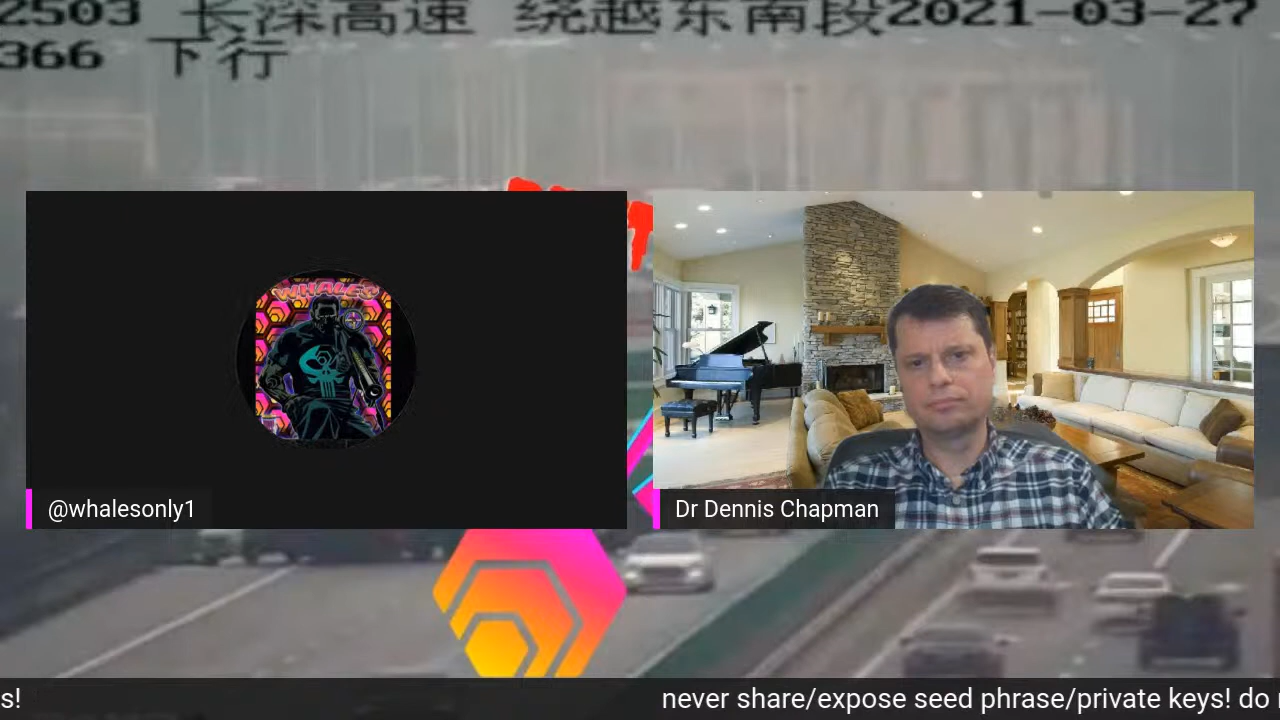 2503 长深高速 绕越东南段2021-03-27
366 下行
WHALES
@whalesonly1
Dr Dennis Chapman
s! never share/expose seed phrase/private keys! do